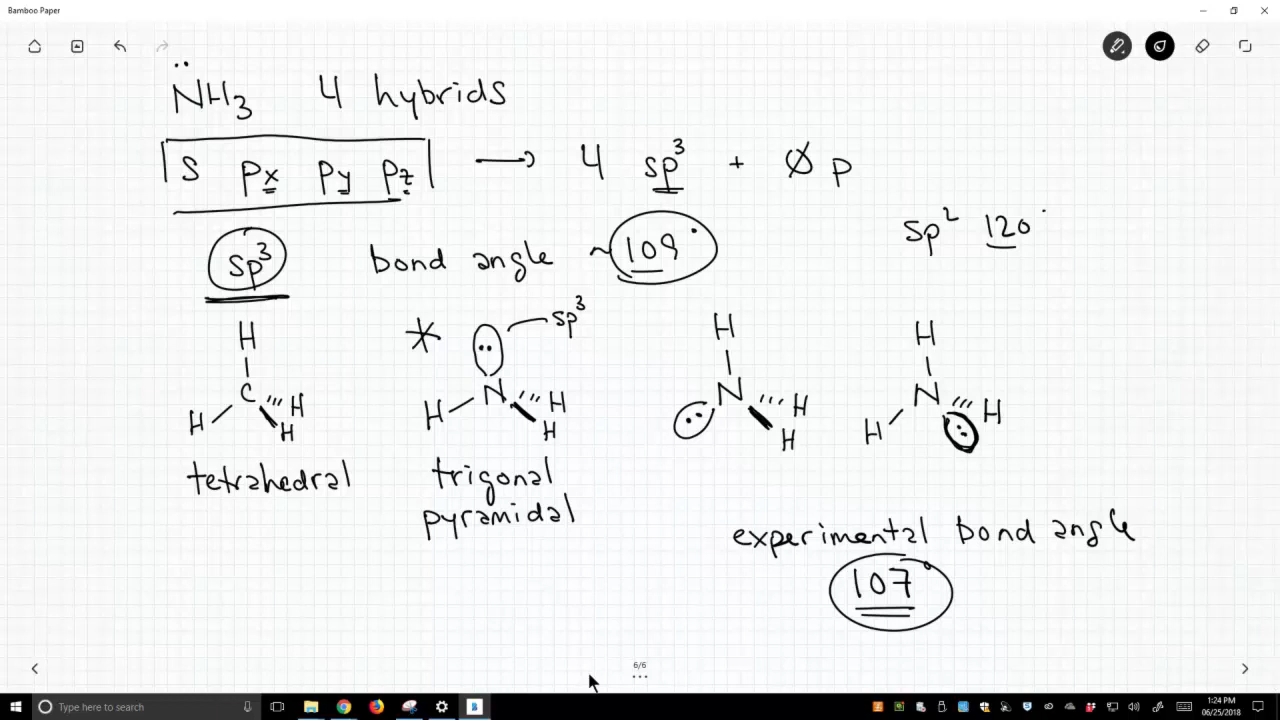 Bamboo Paper
N̈H3 4 hybrids
s px py pz → 4 sp³ + Ø p
sp³ bond angle ~109° sp² 120°
H
C
H
H
H
tetrahedral
* sp³
N
H
H
H
trigonal
pyramidal
H
N
H
H
H
N
H
H
experimental bond angle
107°
6/6
Type here to search
1:24 PM
06/25/2018